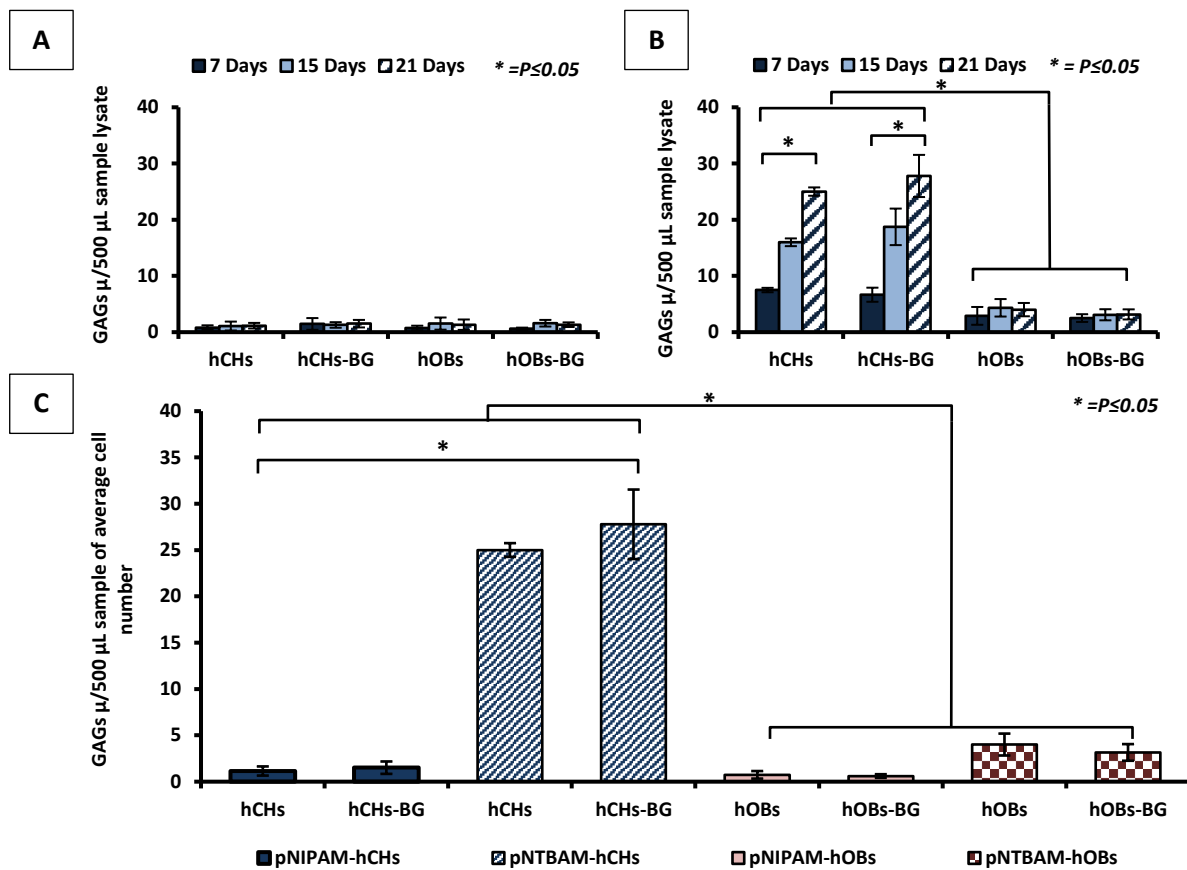 A
7 Days 15 Days 21 Days * =P≤0.05
GAGs µ/500 µL sample lysate
40
30
20
10
0
hCHs hCHs-BG hOBs hOBs-BG
B
7 Days 15 Days 21 Days * = P≤0.05
GAGs µ/500 µL sample lysate
40
30
20
10
0
*
*
*
hCHs hCHs-BG hOBs hOBs-BG
C
* =P≤0.05
GAGs µ/500 µL sample of average cell
number
40
35
30
25
20
15
10
5
0
*
*
hCHs hCHs-BG hCHs hCHs-BG hOBs hOBs-BG hOBs hOBs-BG
pNIPAM-hCHs pNTBAM-hCHs pNIPAM-hOBs pNTBAM-hOBs